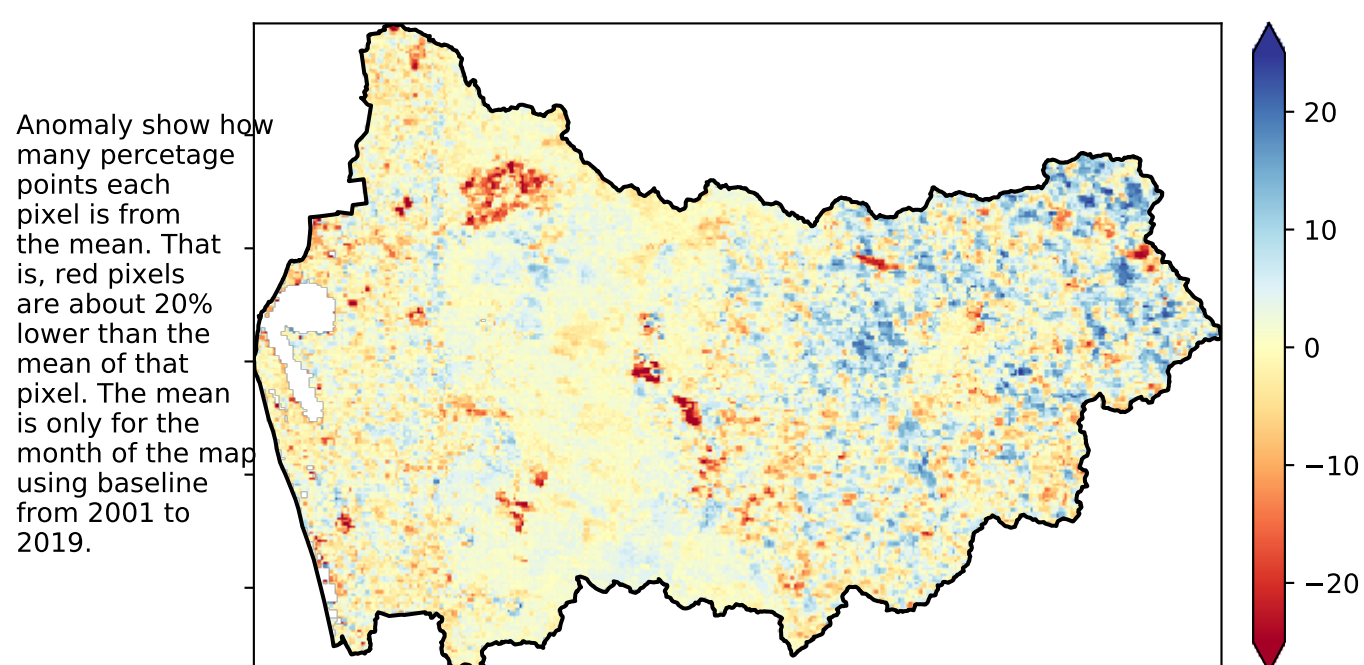 Anomaly show how
many percetage
points each
pixel is from
the mean. That
is, red pixels
are about 20%
lower than the
mean of that
pixel. The mean
is only for the
month of the map
using baseline
from 2001 to
2019.
20
10
0
−10
−20